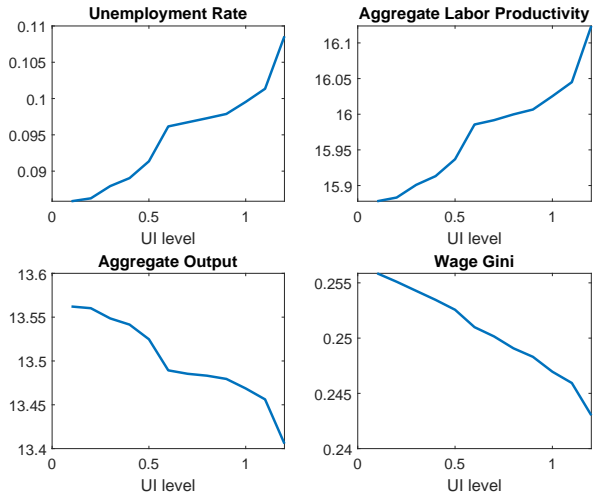 Unemployment Rate
0.11
0.1
0.095
0.09
0 0.5 1
UI level
Aggregate Labor Productivity
16.1
16.05
16
15.95
15.9
0 0.5 1
UI level
Aggregate Output
13.6
13.55
13.5
13.45
13.4
0 0.5 1
UI level
Wage Gini
0.255
0.25
0.245
0.24
0 0.5 1
UI level